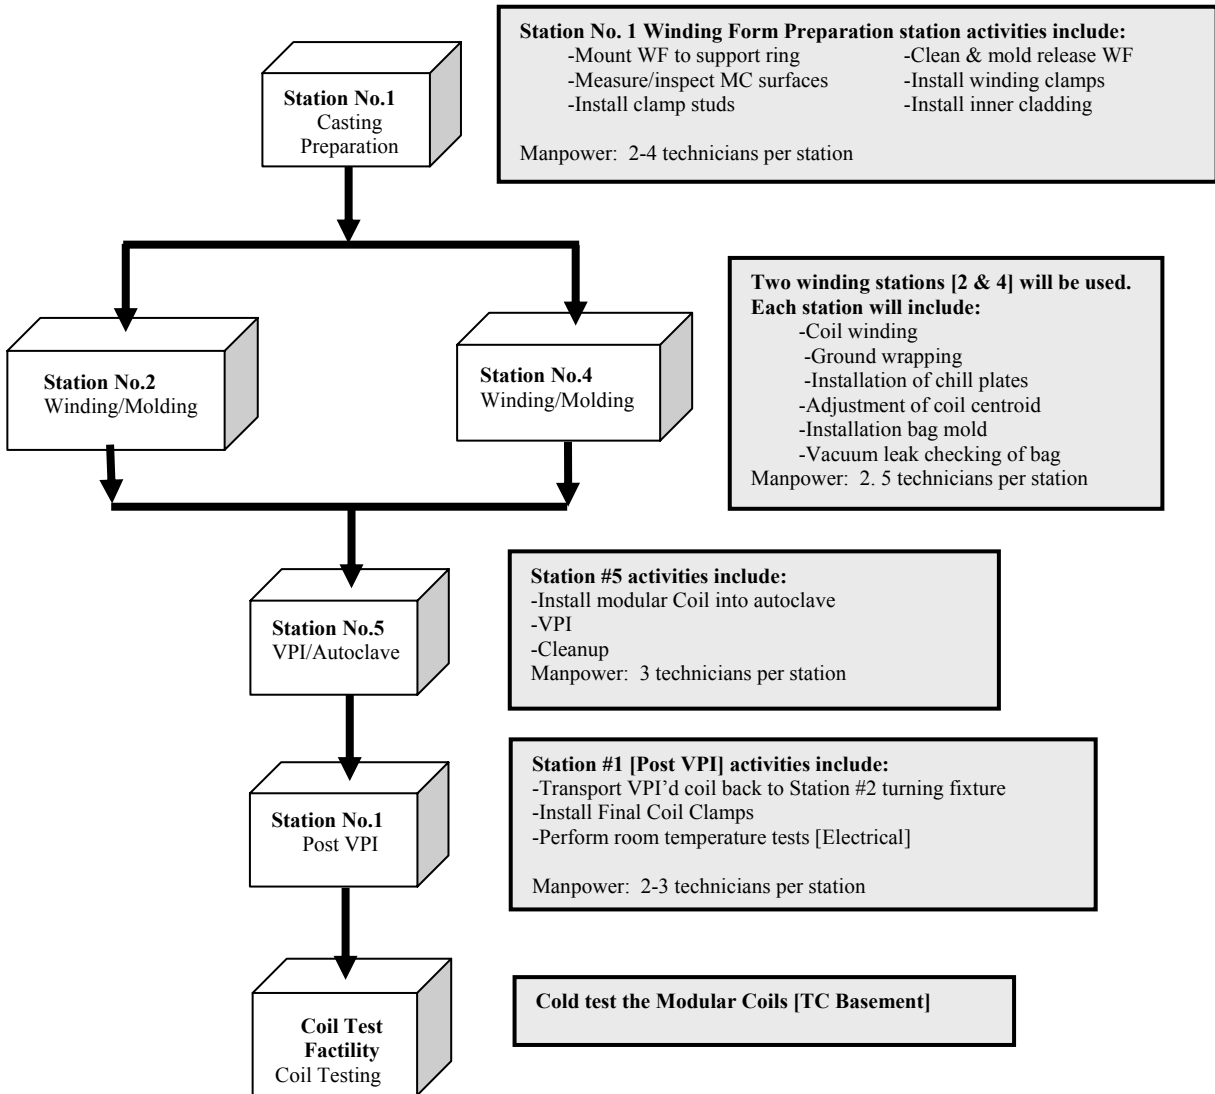 Station No. 1 Winding Form Preparation station activities include:
-Mount WF to support ring
-Clean & mold release WF
-Measure/inspect MC surfaces
-Install winding clamps
-Install clamp studs
-Install inner cladding
Manpower:  2-4 technicians per station
Station No.1
Casting
Preparation
Two winding stations [2 & 4] will be used.
Each station will include:
-Coil winding
-Ground wrapping
-Installation of chill plates
-Adjustment of coil centroid
-Installation bag mold
-Vacuum leak checking of bag
Manpower:  2. 5 technicians per station
Station No.2
Winding/Molding
Station No.4
Winding/Molding
Station #5 activities include:
-Install modular Coil into autoclave
-VPI
-Cleanup
Manpower:  3 technicians per station
Station No.5
VPI/Autoclave
Station #1 [Post VPI] activities include:
-Transport VPI’d coil back to Station #2 turning fixture
-Install Final Coil Clamps
-Perform room temperature tests [Electrical]
Manpower:  2-3 technicians per station
Station No.1
Post VPI
Cold test the Modular Coils [TC Basement]
Coil Test
Factility
Coil Testing